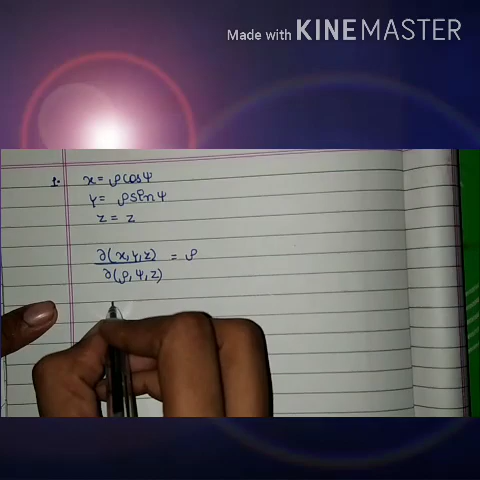 Made with KINEMASTER
1. x = ρ cos ψ
y = ρ sin ψ
z = z
∂(x, y, z) = ρ
∂(ρ, ψ, z)